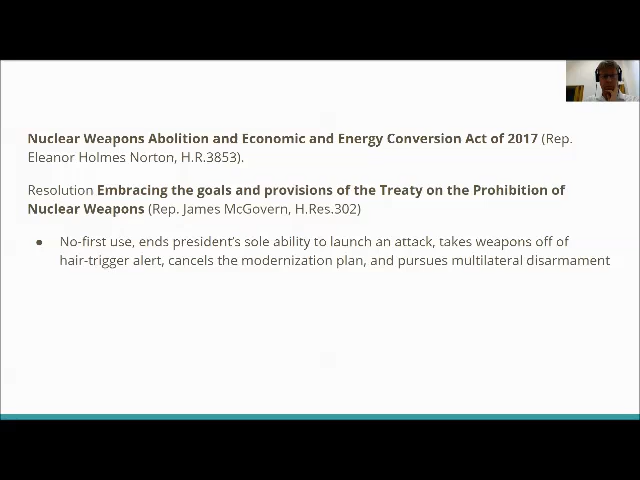 Nuclear Weapons Abolition and Economic and Energy Conversion Act of 2017 (Rep.
Eleanor Holmes Norton, H.R.3853).
Resolution Embracing the goals and provisions of the Treaty on the Prohibition of
Nuclear Weapons (Rep. James McGovern, H.Res.302)
● No-first use, ends president's sole ability to launch an attack, takes weapons off of
hair-trigger alert, cancels the modernization plan, and pursues multilateral disarmament